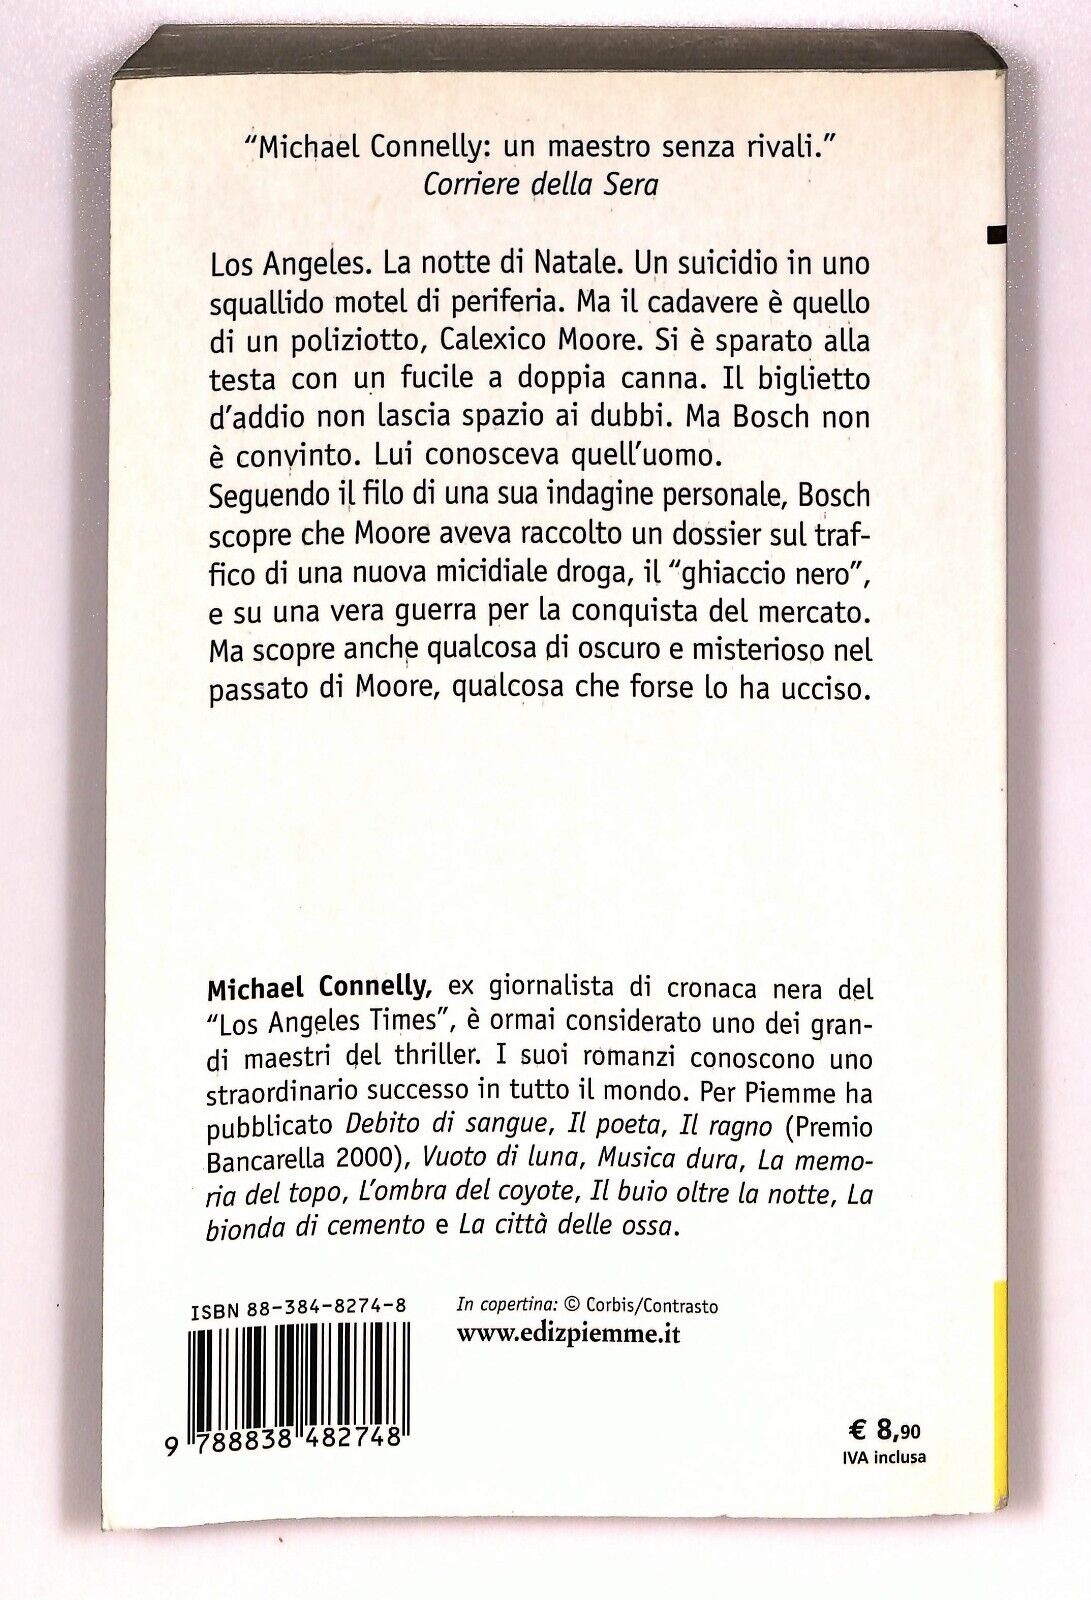 “Michael Connelly: un maestro senza rivali.”
Corriere della Sera
Los Angeles. La notte di Natale. Un suicidio in uno
squallido motel di periferia. Ma il cadavere è quello
di un poliziotto, Calexico Moore. Si è sparato alla
testa con un fucile a doppia canna. Il biglietto
d’addio non lascia spazio ai dubbi. Ma Bosch non
è convinto. Lui conosceva quell’uomo.
Seguendo il filo di una sua indagine personale, Bosch
scopre che Moore aveva raccolto un dossier sul traf-
fico di una nuova micidiale droga, il “ghiaccio nero”,
e su una vera guerra per la conquista del mercato.
Ma scopre anche qualcosa di oscuro e misterioso nel
passato di Moore, qualcosa che forse lo ha ucciso.
Michael Connelly, ex giornalista di cronaca nera del
“Los Angeles Times”, è ormai considerato uno dei gran-
di maestri del thriller. I suoi romanzi conoscono uno
straordinario successo in tutto il mondo. Per Piemme ha
pubblicato Debito di sangue, Il poeta, Il ragno (Premio
Bancarella 2000), Vuoto di luna, Musica dura, La memo-
ria del topo, L’ombra del coyote, Il buio oltre la notte, La
bionda di cemento e La città delle ossa.
ISBN 88-384-8274-8
In copertina: © Corbis/Contrasto
www.edizpiemme.it
9 788838 482748
€ 8,90
IVA inclusa